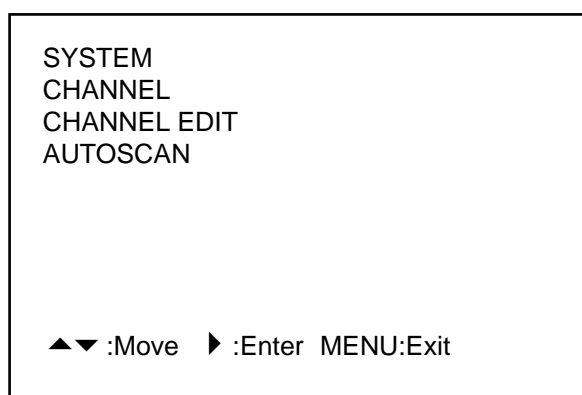 SYSTEM
CHANNEL
CHANNEL EDIT
AUTOSCAN
▲▼ :Move ▶ :Enter MENU:Exit